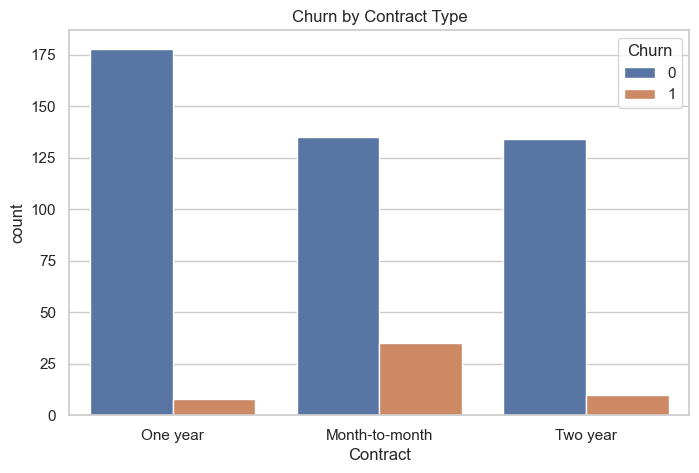 Churn by Contract Type
Churn
0
1
175
150
125
100
75
50
25
0
count
One year
Month-to-month
Two year
Contract